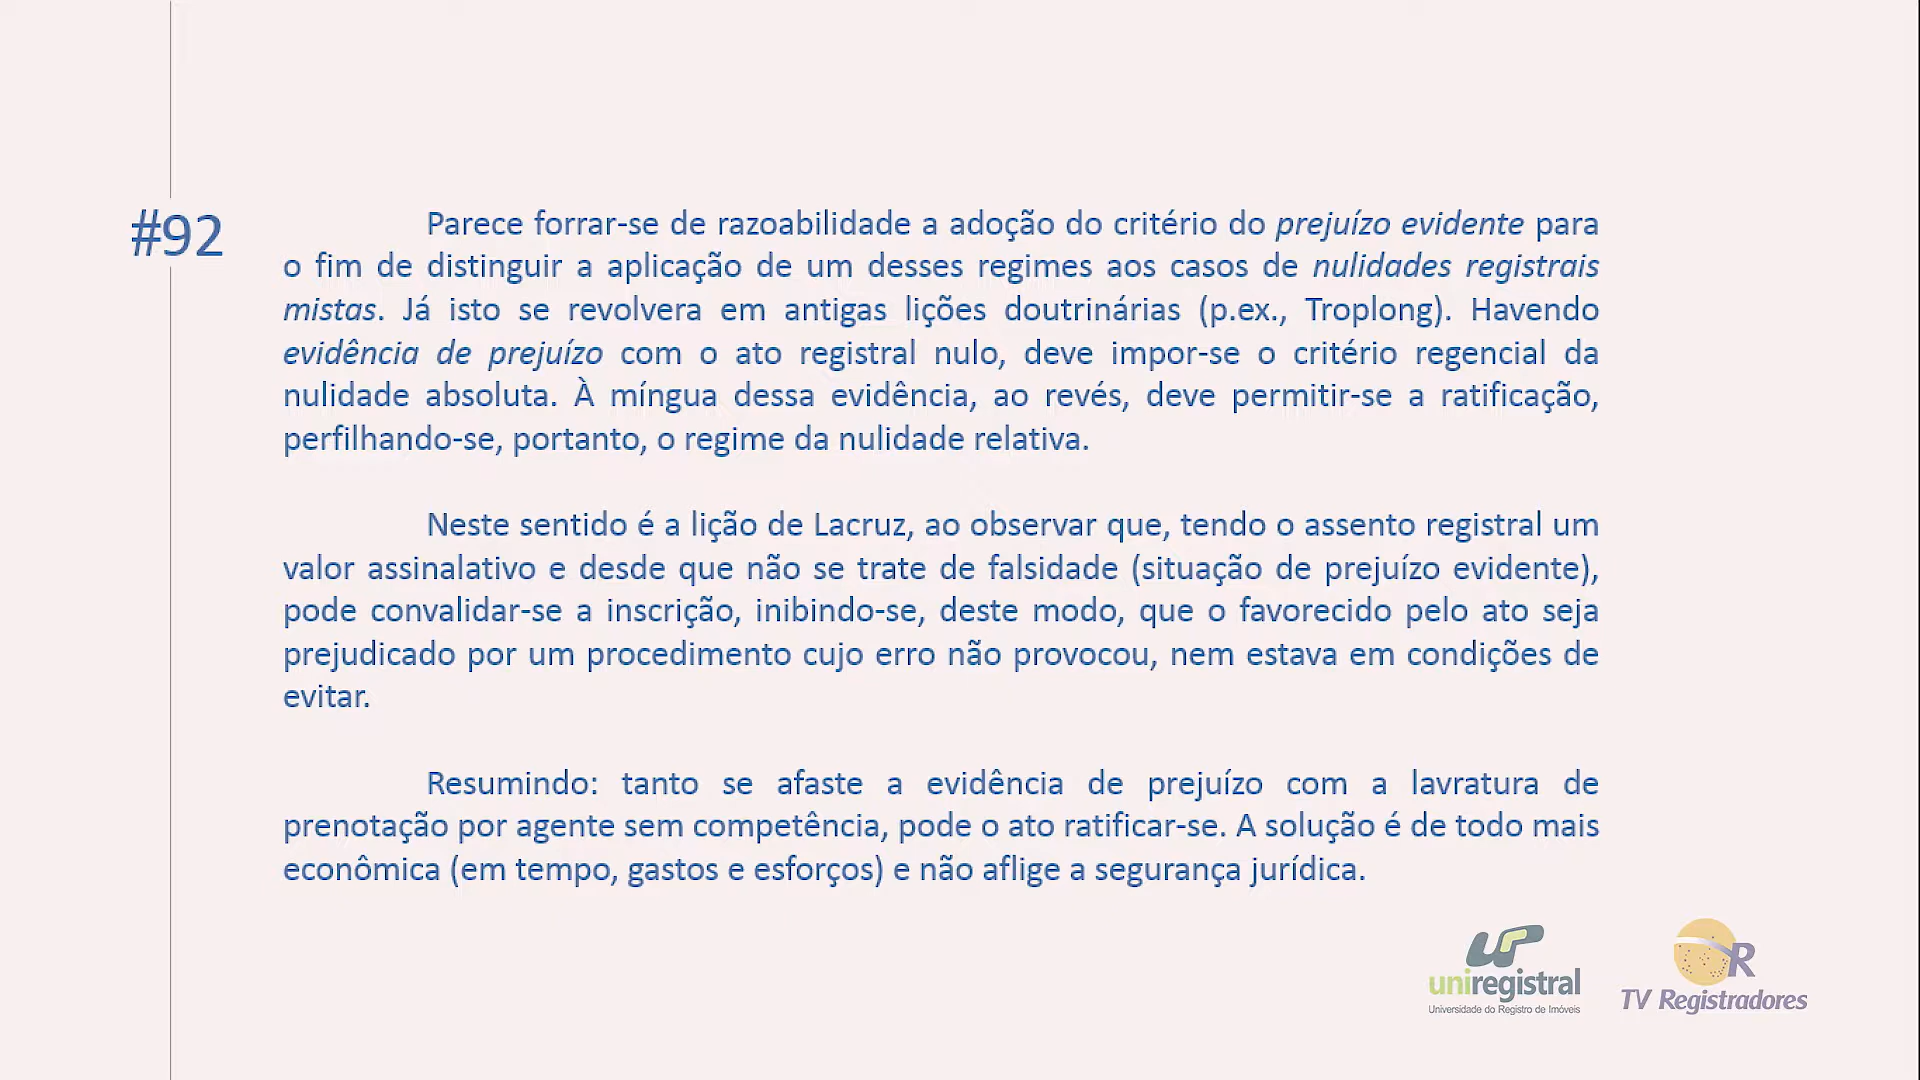 #92
Parece forrar-se de razoabilidade a adoção do critério do prejuízo evidente para
o fim de distinguir a aplicação de um desses regimes aos casos de nulidades registrais
mistas. Já isto se revolvera em antigas lições doutrinárias (p.ex., Troplong). Havendo
evidência de prejuízo com o ato registral nulo, deve impor-se o critério regencial da
nulidade absoluta. À míngua dessa evidência, ao revés, deve permitir-se a ratificação,
perfilhando-se, portanto, o regime da nulidade relativa.
Neste sentido é a lição de Lacruz, ao observar que, tendo o assento registral um
valor assinalativo e desde que não se trate de falsidade (situação de prejuízo evidente),
pode convalidar-se a inscrição, inibindo-se, deste modo, que o favorecido pelo ato seja
prejudicado por um procedimento cujo erro não provocou, nem estava em condições de
evitar.
Resumindo: tanto se afaste a evidência de prejuízo com a lavratura de
prenotação por agente sem competência, pode o ato ratificar-se. A solução é de todo mais
econômica (em tempo, gastos e esforços) e não aflige a segurança jurídica.
uniregistral
Universidade do Registro de Imóveis
R
TV Registradores